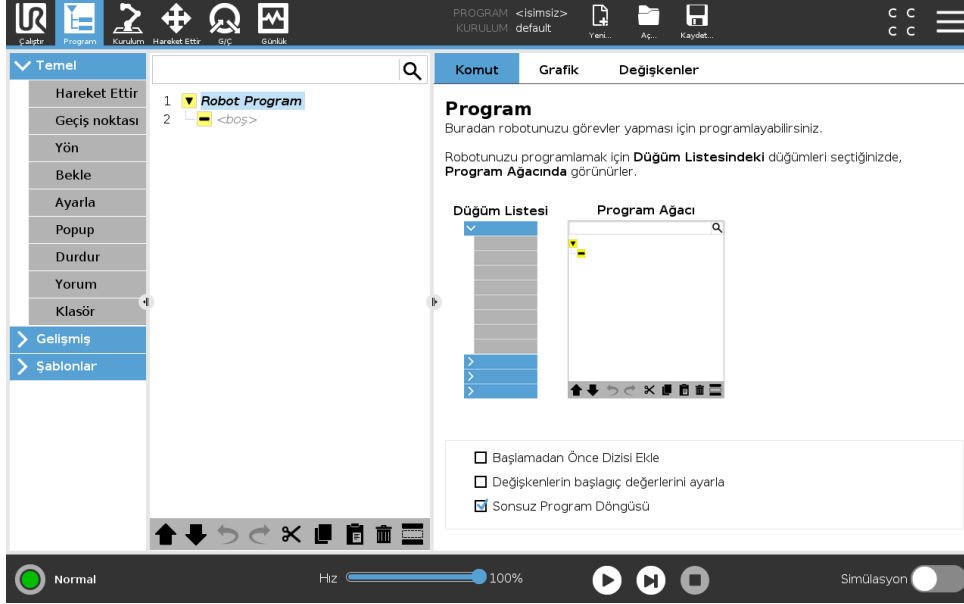 UR
Çalıştır
Program
Kurulum
Hareket Ettir
G/Ç
Günlük
PROGRAM <isimsiz>
KURULUM default
Yeni...
Aç...
Kaydet...
C C
C C
Temel
Hareket Ettir
Geçiş noktası
Yön
Bekle
Ayarla
Popup
Durdur
Yorum
Klasör
Gelişmiş
Şablonlar
1 Robot Program
2 <boş>
Komut
Grafik
Değişkenler
Program
Buradan robotunuzu görevler yapması için programlayabilirsiniz.
Robotunuzu programlamak için Düğüm Listesindeki düğümleri seçtiğinizde,
Program Ağacında görünürler.
Düğüm Listesi
Program Ağacı
Başlamadan Önce Dizisi Ekle
Değişkenlerin başlagıç değerlerini ayarla
Sonsuz Program Döngüsü
Normal
Hız
100%
Simülasyon